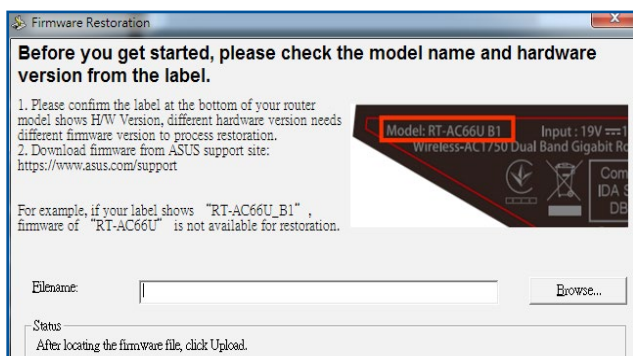 Firmware Restoration
Before you get started, please check the model name and hardware
version from the label.
1. Please confirm the label at the bottom of your router
model shows H/W Version, different hardware version needs
different firmware version to process restoration.
2. Download firmware from ASUS support site:
https://www.asus.com/support
For example, if your label shows “RT-AC66U_B1”,
firmware of “RT-AC66U” is not available for restoration.
Model: RT-AC66U B1 Input : 19V
Wireless-AC1750 Dual Band Gigabit
Com
IDA S
DB
Filename:
Browse...
Status
After locating the firmware file, click Upload.